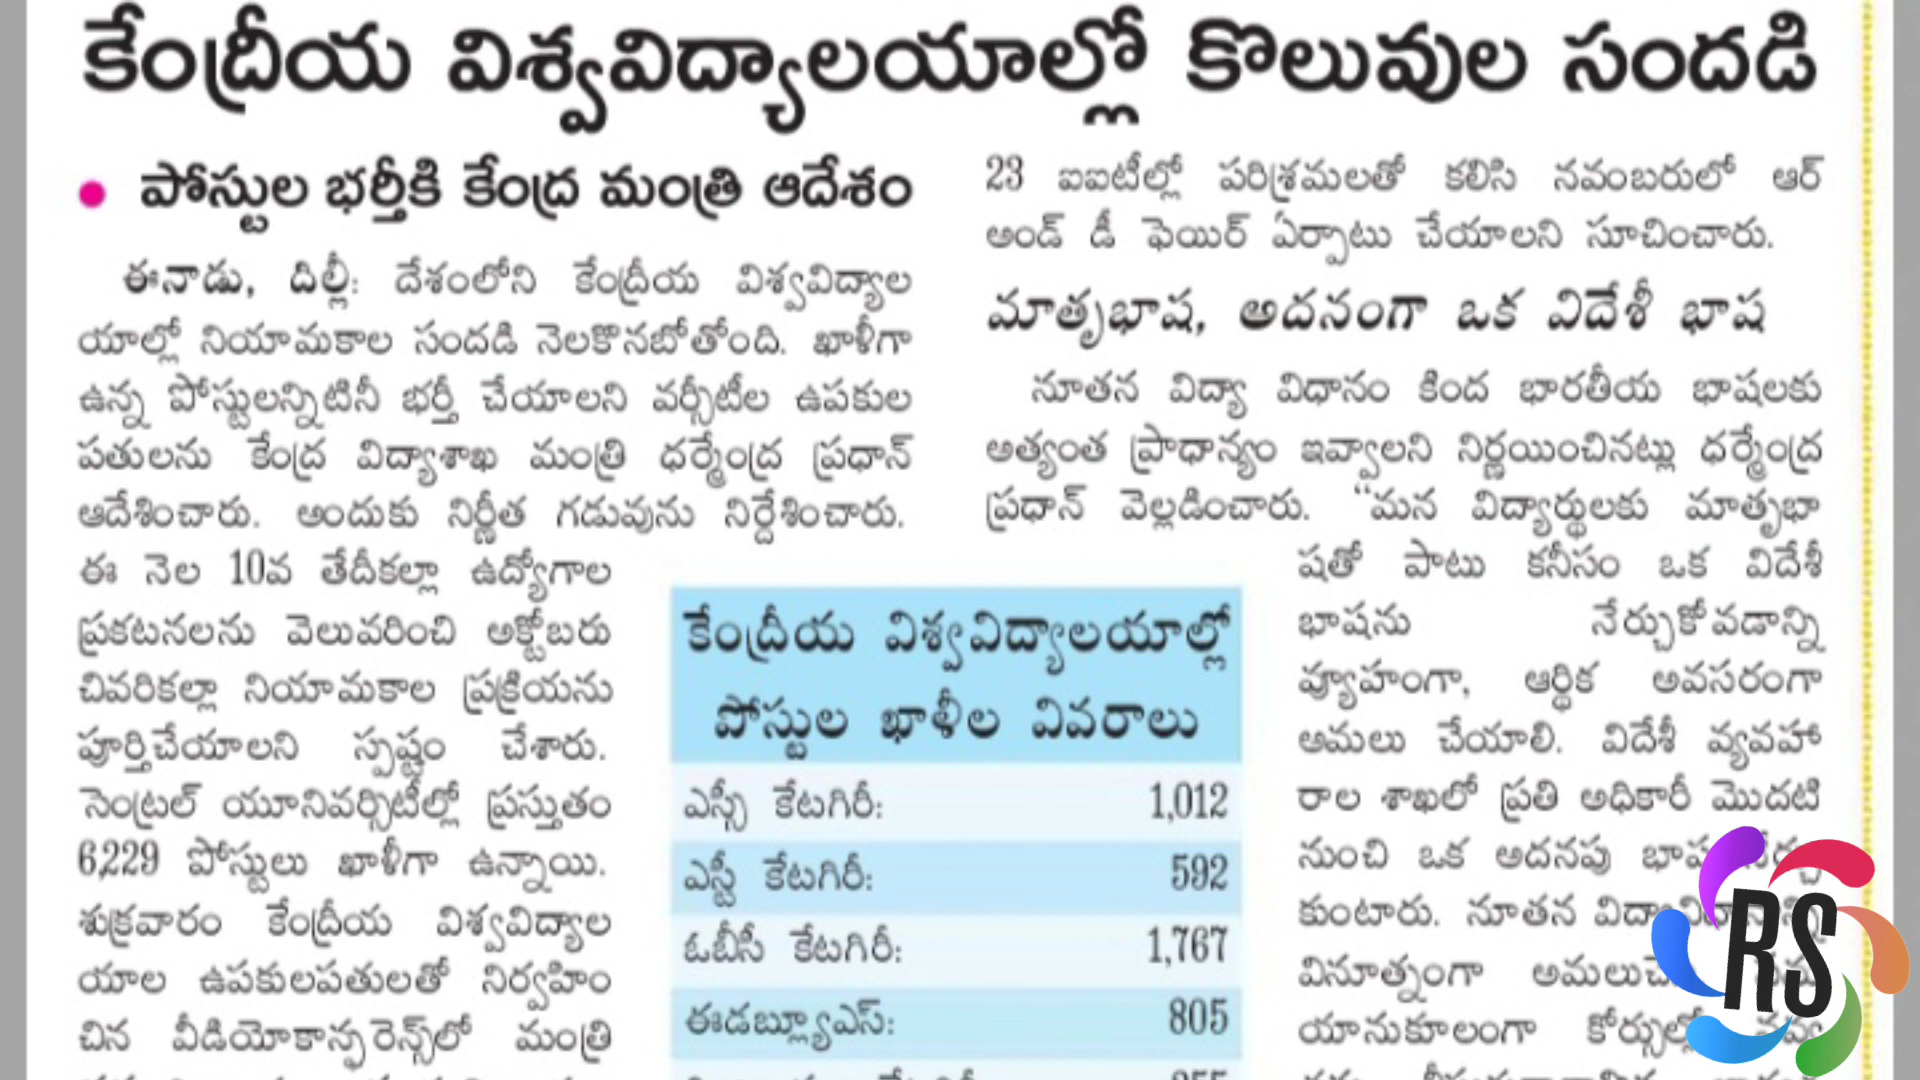 కేంద్రీయ విశ్వవిద్యాలయాల్లో కొలువుల సందడి
• పోస్టుల భర్తీకి కేంద్ర మంత్రి ఆదేశం
ఈనాడు, దిల్లీ: దేశంలోని కేంద్రీయ విశ్వవిద్యాల
యాల్లో నియామకాల సందడి నెలకొనబోతోంది. ఖాళీగా
ఉన్న పోస్టులన్నిటినీ భర్తీ చేయాలని వర్సిటీల ఉపకుల
పతులను కేంద్ర విద్యాశాఖ మంత్రి ధర్మేంద్ర ప్రధాన్
ఆదేశించారు. అందుకు నిర్ణీత గడువును నిర్దేశించారు.
ఈ నెల 10వ తేదీకల్లా ఉద్యోగాల
ప్రకటనలను వెలువరించి అక్టోబరు
చివరికల్లా నియామకాల ప్రక్రియను
పూర్తిచేయాలని స్పష్టం చేశారు.
సెంట్రల్ యూనివర్సిటీల్లో ప్రస్తుతం
6,229 పోస్టులు ఖాళీగా ఉన్నాయి.
శుక్రవారం కేంద్రీయ విశ్వవిద్యాల
యాల ఉపకులపతులతో నిర్వహిం
చిన వీడియోకాన్ఫరెన్స్‌లో మంత్రి
కేంద్రీయ విశ్వవిద్యాలయాల్లో
పోస్టుల ఖాళీల వివరాలు
ఎస్సీ కేటగిరీ: 1,012
ఎస్టీ కేటగిరీ: 592
ఓబీసీ కేటగిరీ: 1,767
ఈడబ్ల్యూఎస్: 805
23 ఐఐటీల్లో పరిశ్రమలతో కలిసి నవంబరులో ఆర్
అండ్ డీ ఫెయిర్ ఏర్పాటు చేయాలని సూచించారు.
మాతృభాష, అదనంగా ఒక విదేశీ భాష
నూతన విద్యా విధానం కింద భారతీయ భాషలకు
అత్యంత ప్రాధాన్యం ఇవ్వాలని నిర్ణయించినట్లు ధర్మేంద్ర
ప్రధాన్ వెల్లడించారు. "మన విద్యార్థులకు మాతృభా
షతో పాటు కనీసం ఒక విదేశీ
భాషను నేర్చుకోవడాన్ని
వ్యూహంగా, ఆర్థిక అవసరంగా
అమలు చేయాలి. విదేశీ వ్యవహా
రాల శాఖలో ప్రతి అధికారీ మొదటి
నుంచి ఒక అదనపు
కుంటారు. నూతన
వినూత్నంగా
యానుకూలంగా
RS